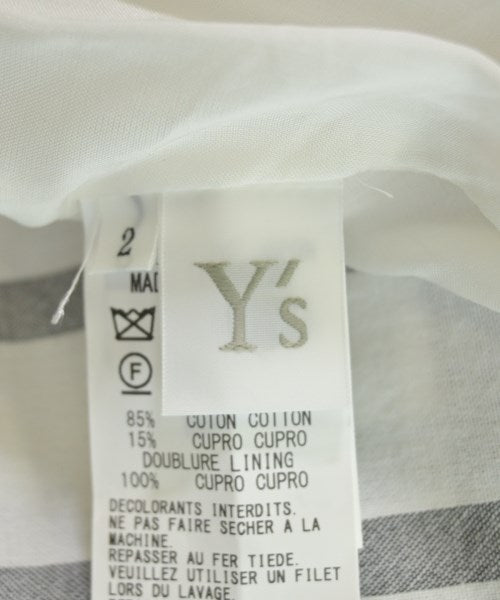 2
Y's
MAD
85% COTON COTTON
15% CUPRO CUPRO
DOUBLURE LINING
100% CUPRO CUPRO
DECOLORANTS INTERDITS.
NE PAS FAIRE SECHER A LA
MACHINE.
REPASSER AU FER TIEDE.
VEUILLEZ UTILISER UN FILET
LORS DU LAVAGE.